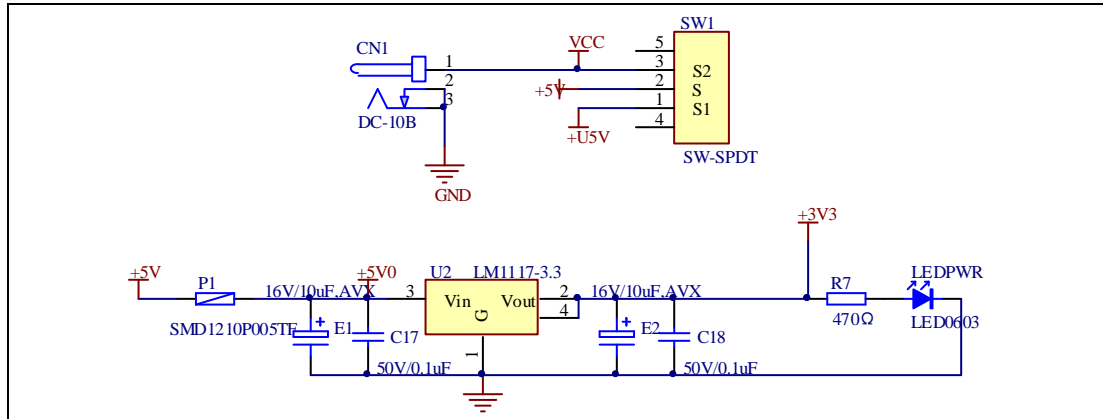 SW1
CN1
VCC
5
1
3
S2
2
+5V
2
S
3
1
S1
DC-10B
+U5V
4
SW-SPDT
GND
+3V3
+5V
P1
+5V0
U2 LM1117-3.3
LEDPWR
R7
16V/10uF,AVX
3
Vin
Vout
2
16V/10uF,AVX
4
G
SMD1210P005TF
E1
C17
E2
C18
470Ω
LED0603
1
50V/0.1uF
50V/0.1uF